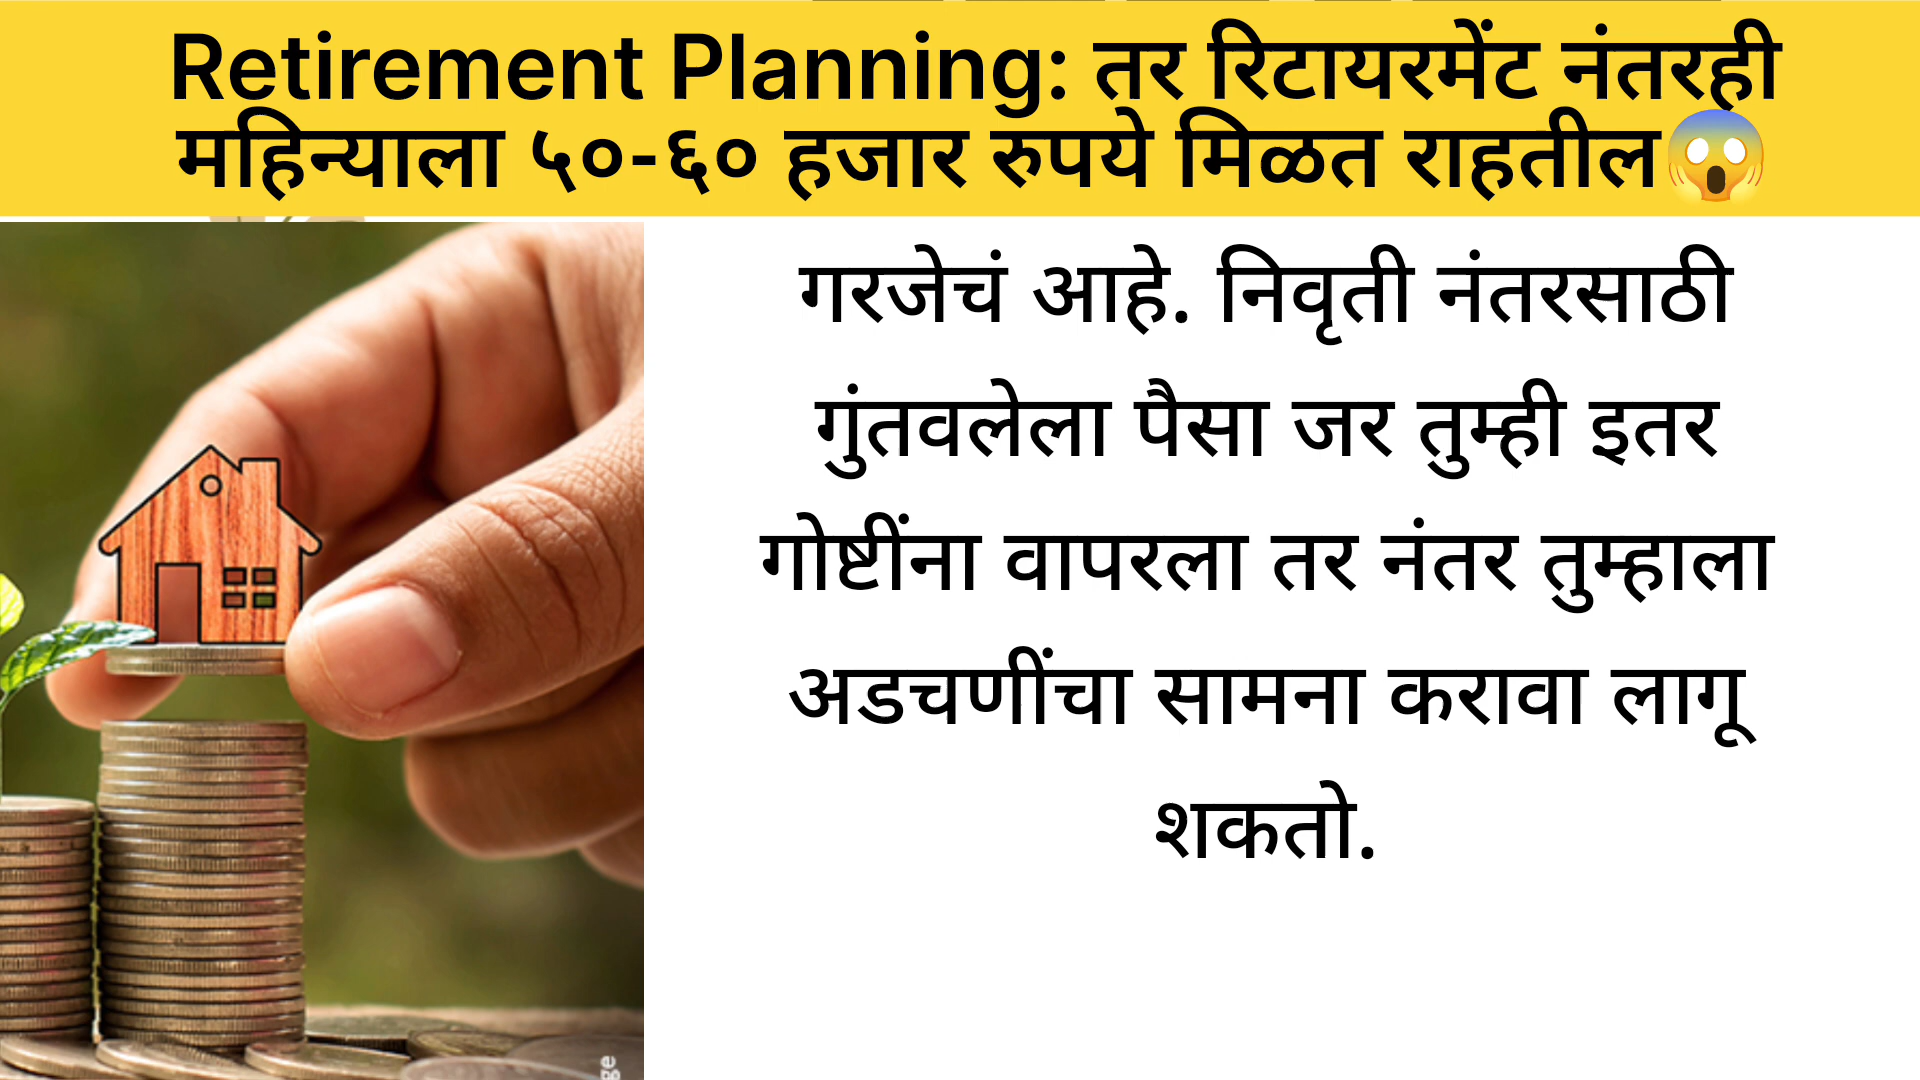 Retirement Planning: तर रिटायरमेंट नंतरही
महिन्याला ५०-६० हजार रुपये मिळत राहतील😱
गरजेचं आहे. निवृती नंतरसाठी
गुंतवलेला पैसा जर तुम्ही इतर
गोष्टींना वापरला तर नंतर तुम्हाला
अडचणींचा सामना करावा लागू
शकतो.